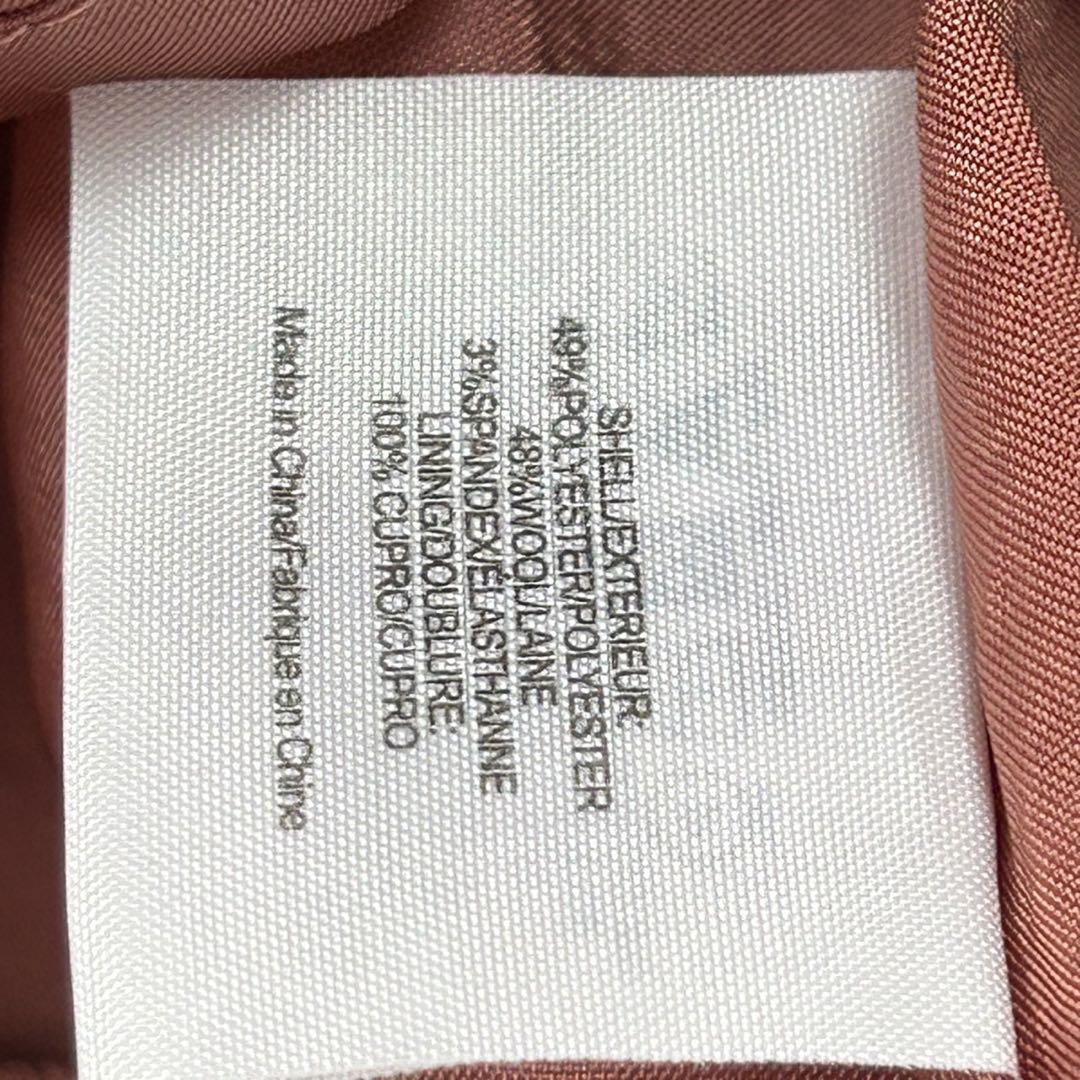 SHELL/EXTERIEUR
49%POLYESTER/POLYESTER
48%WOOL/LAINE
3%SPANDEX/ÉLASTHANNE
LINING/DOUBLURE:
100% CUPRO/CUPRO
Made in China/Fabrique en Chine